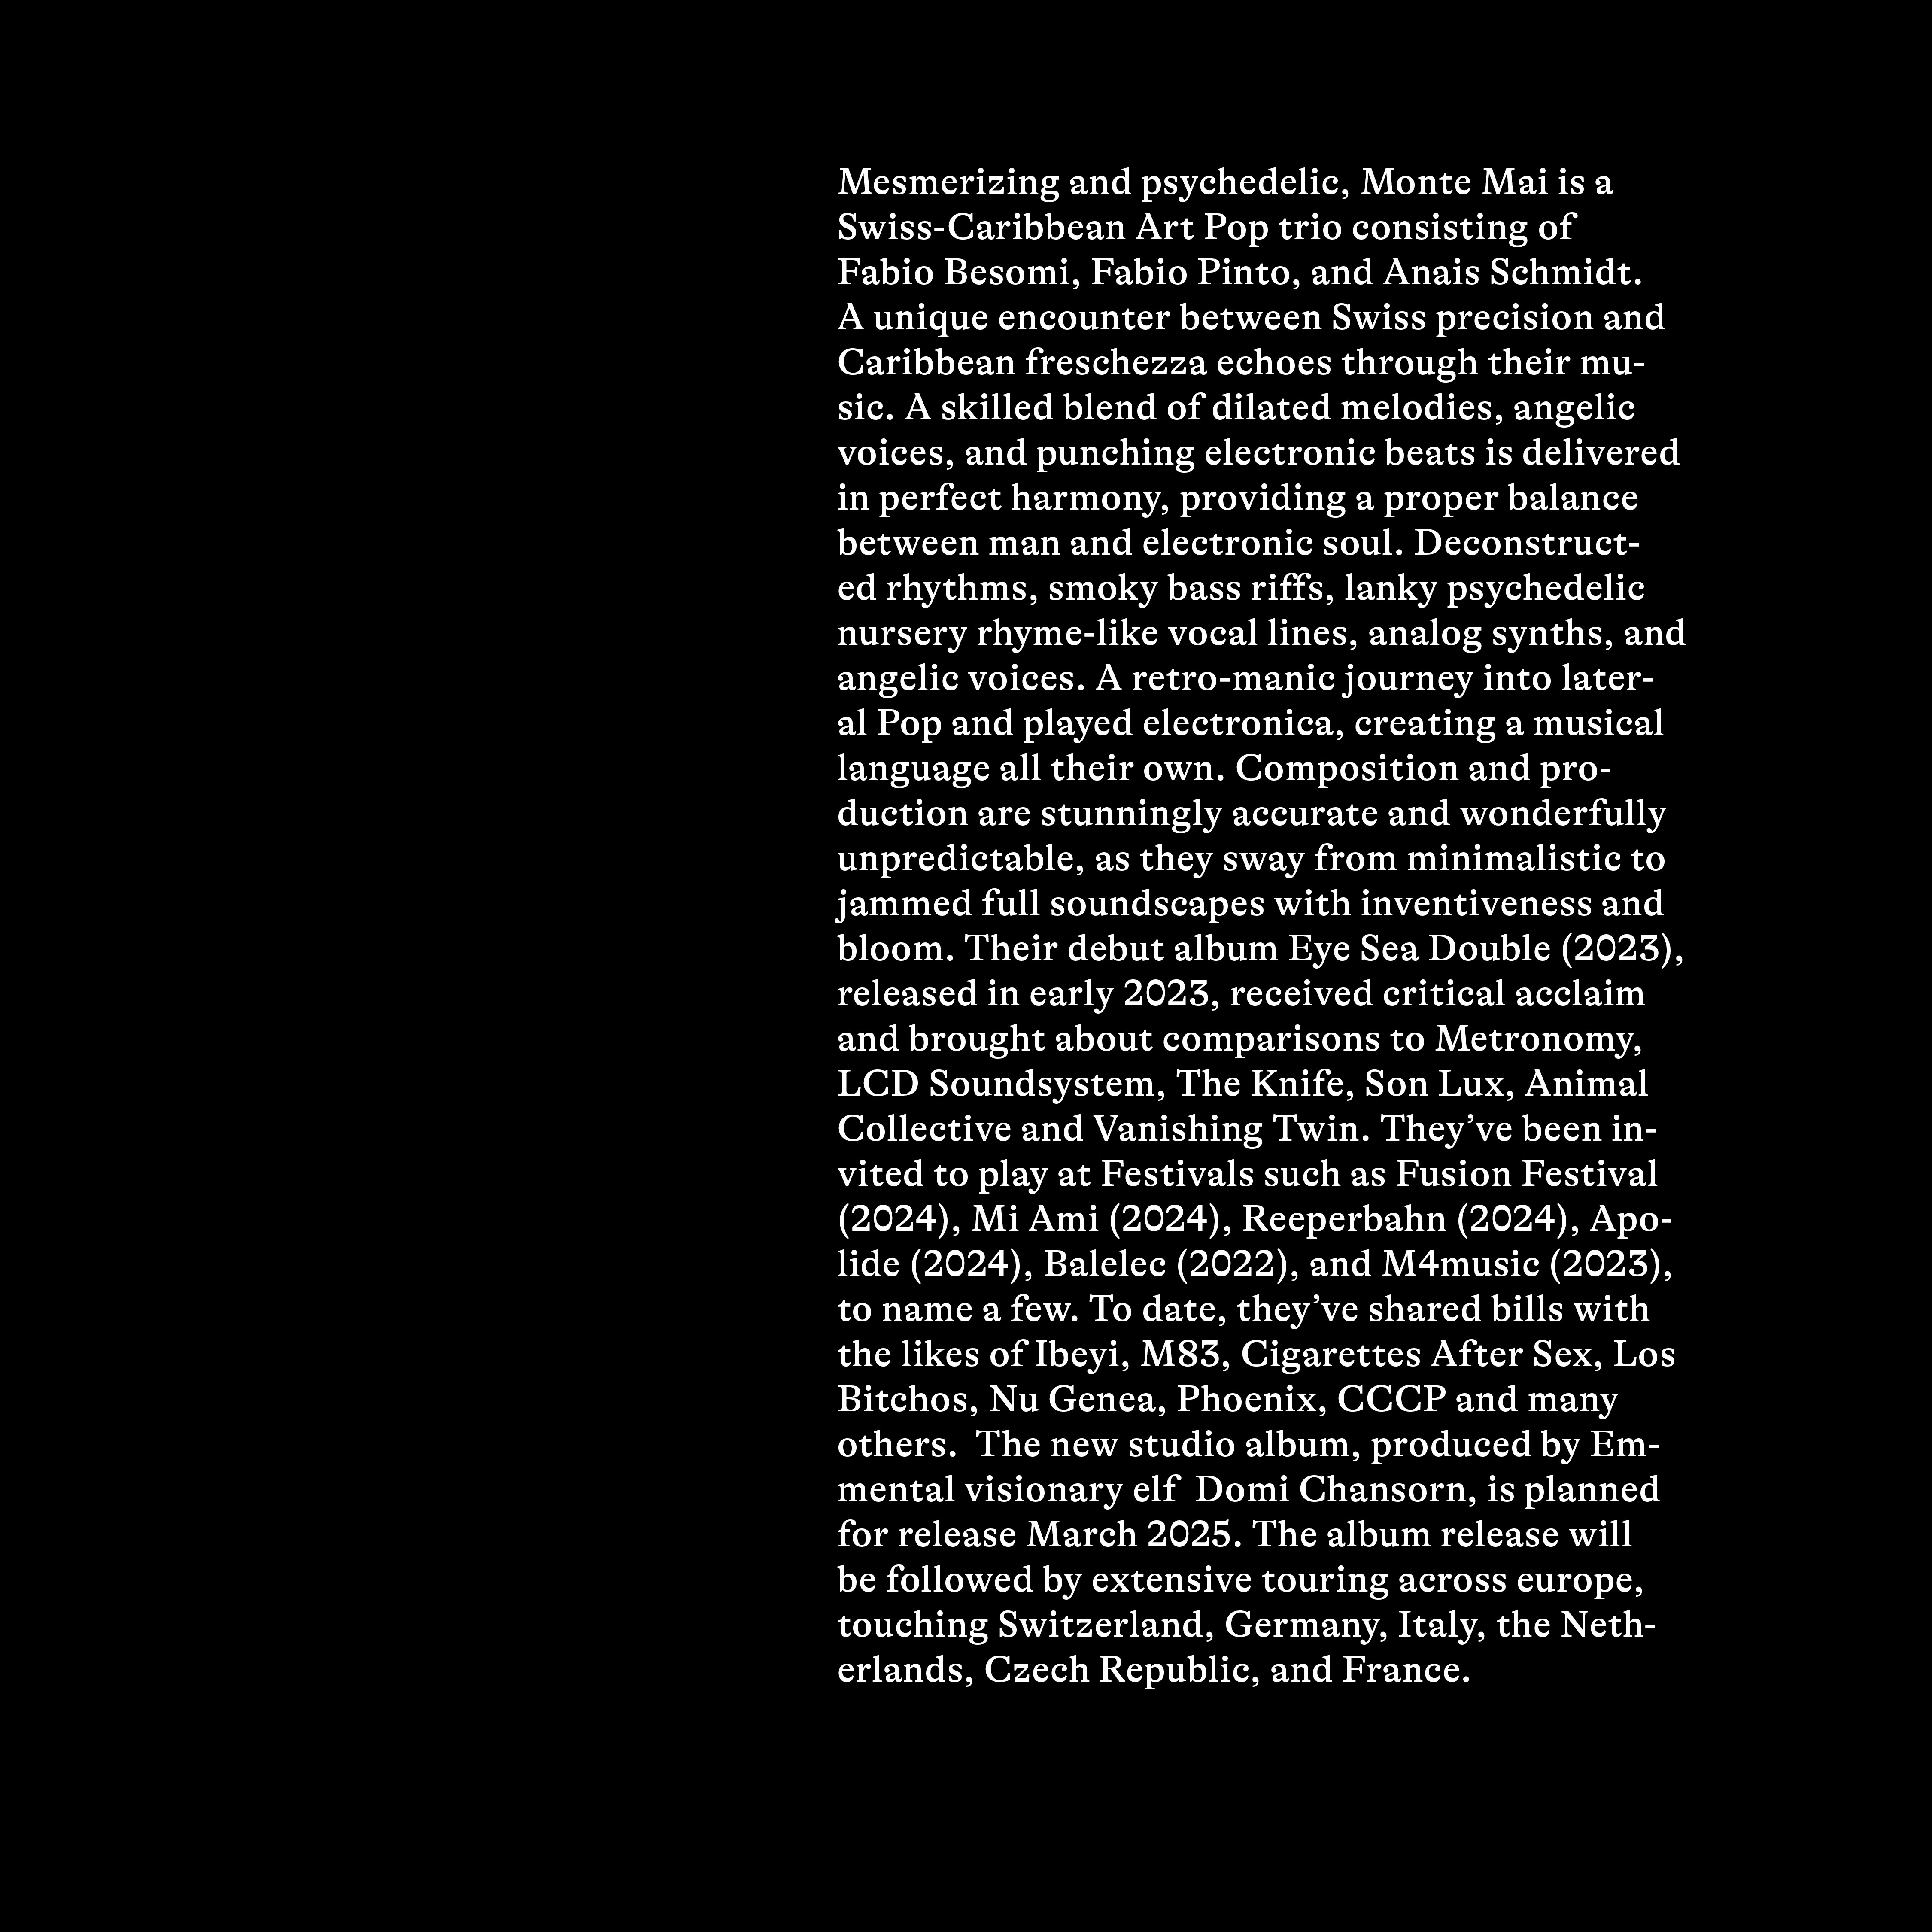 Mesmerizing and psychedelic, Monte Mai is a
Swiss-Caribbean Art Pop trio consisting of
Fabio Besomi, Fabio Pinto, and Anais Schmidt.
A unique encounter between Swiss precision and
Caribbean freschezza echoes through their mu-
sic. A skilled blend of dilated melodies, angelic
voices, and punching electronic beats is delivered
in perfect harmony, providing a proper balance
between man and electronic soul. Deconstruct-
ed rhythms, smoky bass riffs, lanky psychedelic
nursery rhyme-like vocal lines, analog synths, and
angelic voices. A retro-manic journey into later-
al Pop and played electronica, creating a musical
language all their own. Composition and pro-
duction are stunningly accurate and wonderfully
unpredictable, as they sway from minimalistic to
jammed full soundscapes with inventiveness and
bloom. Their debut album Eye Sea Double (2023),
released in early 2023, received critical acclaim
and brought about comparisons to Metronomy,
LCD Soundsystem, The Knife, Son Lux, Animal
Collective and Vanishing Twin. They’ve been in-
vited to play at Festivals such as Fusion Festival
(2024), Mi Ami (2024), Reeperbahn (2024), Apo-
lide (2024), Balelec (2022), and M4music (2023),
to name a few. To date, they’ve shared bills with
the likes of Ibeyi, M83, Cigarettes After Sex, Los
Bitchos, Nu Genea, Phoenix, CCCP and many
others.  The new studio album, produced by Em-
mental visionary elf  Domi Chansorn, is planned
for release March 2025. The album release will
be followed by extensive touring across europe,
touching Switzerland, Germany, Italy, the Neth-
erlands, Czech Republic, and France.